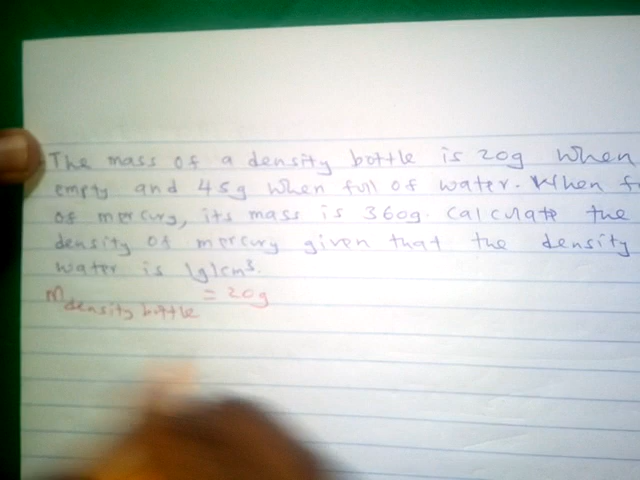 The mass of a density bottle is 20g when
empty and 45g when full of water. When f
of mercury, its mass is 360g. Calculate the
density of mercury given that the density
water is 1g/cm³.
m density bottle = 20g